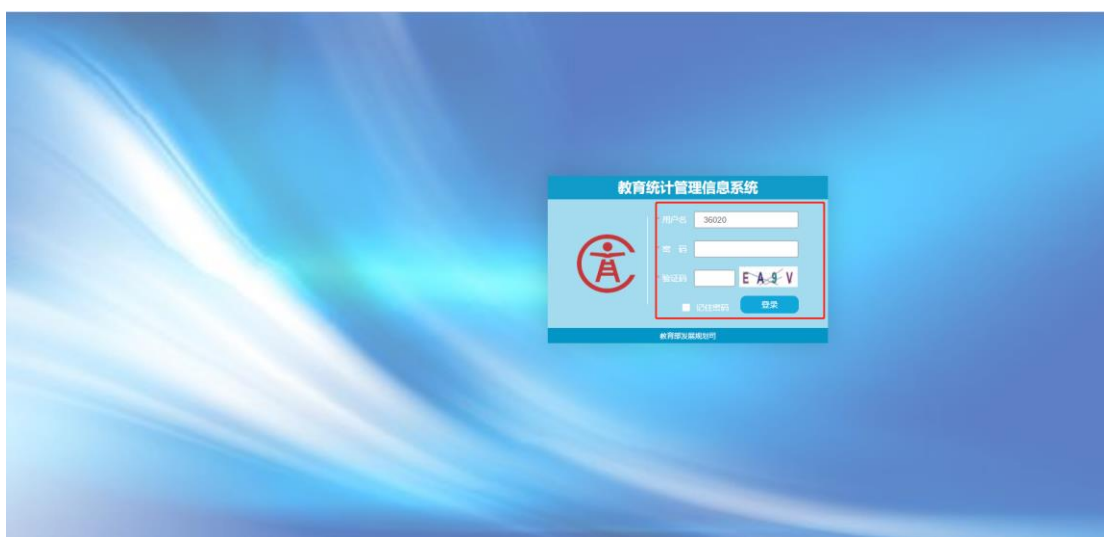 教育统计管理信息系统
用户名 36020
密 码
验证码 EA9V
记住密码 登录
教育部发展规划司